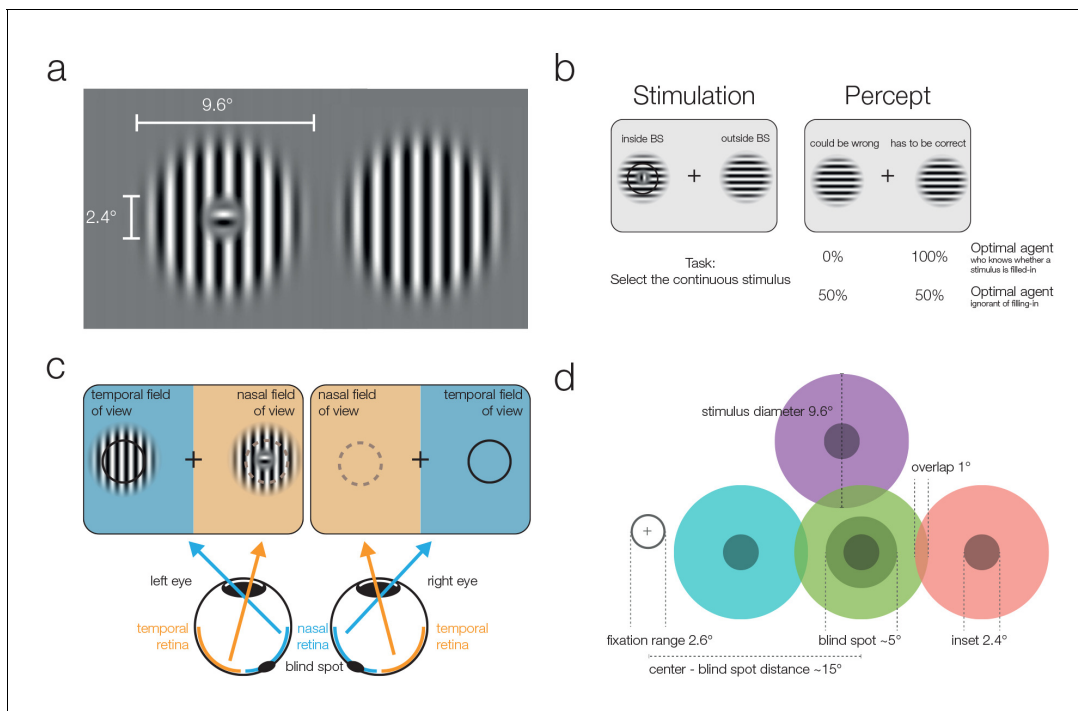 a
9.6°
2.4°
b
Stimulation
Percept
inside BS
outside BS
could be wrong
has to be correct
+
+
Task:
Select the continuous stimulus
0%
100%
Optimal agent
who knows whether a
stimulus is filled-in
50%
50%
Optimal agent
ignorant of filling-in
c
temporal field
of view
nasal field
of view
nasal field
of view
temporal field
of view
+
+
left eye
right eye
temporal
retina
nasal
retina
temporal
retina
blind spot
d
stimulus diameter 9.6°
overlap 1°
+
fixation range 2.6°
blind spot ~5°
inset 2.4°
center - blind spot distance ~15°